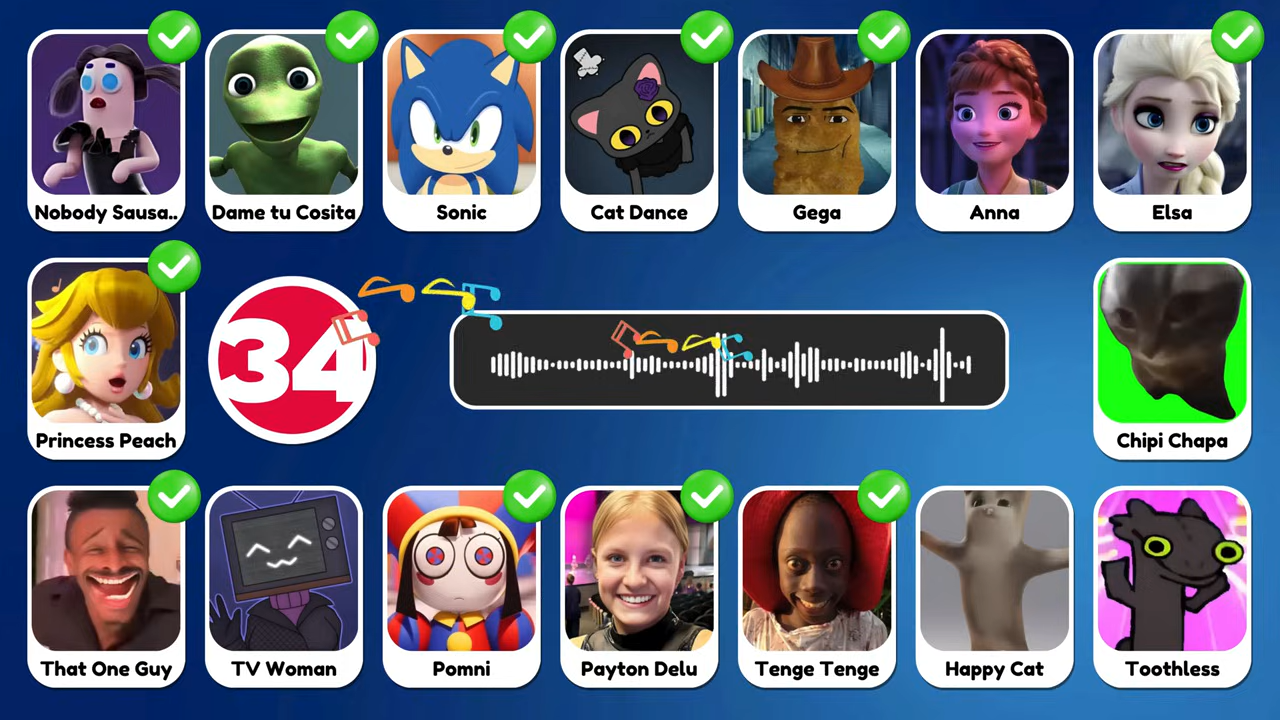 Nobody Sausa..
Dame tu Cosita
Sonic
Cat Dance
Gega
Anna
Elsa
Princess Peach
34
Chipi Chapa
That One Guy
TV Woman
Pomni
Payton Delu
Tenge Tenge
Happy Cat
Toothless